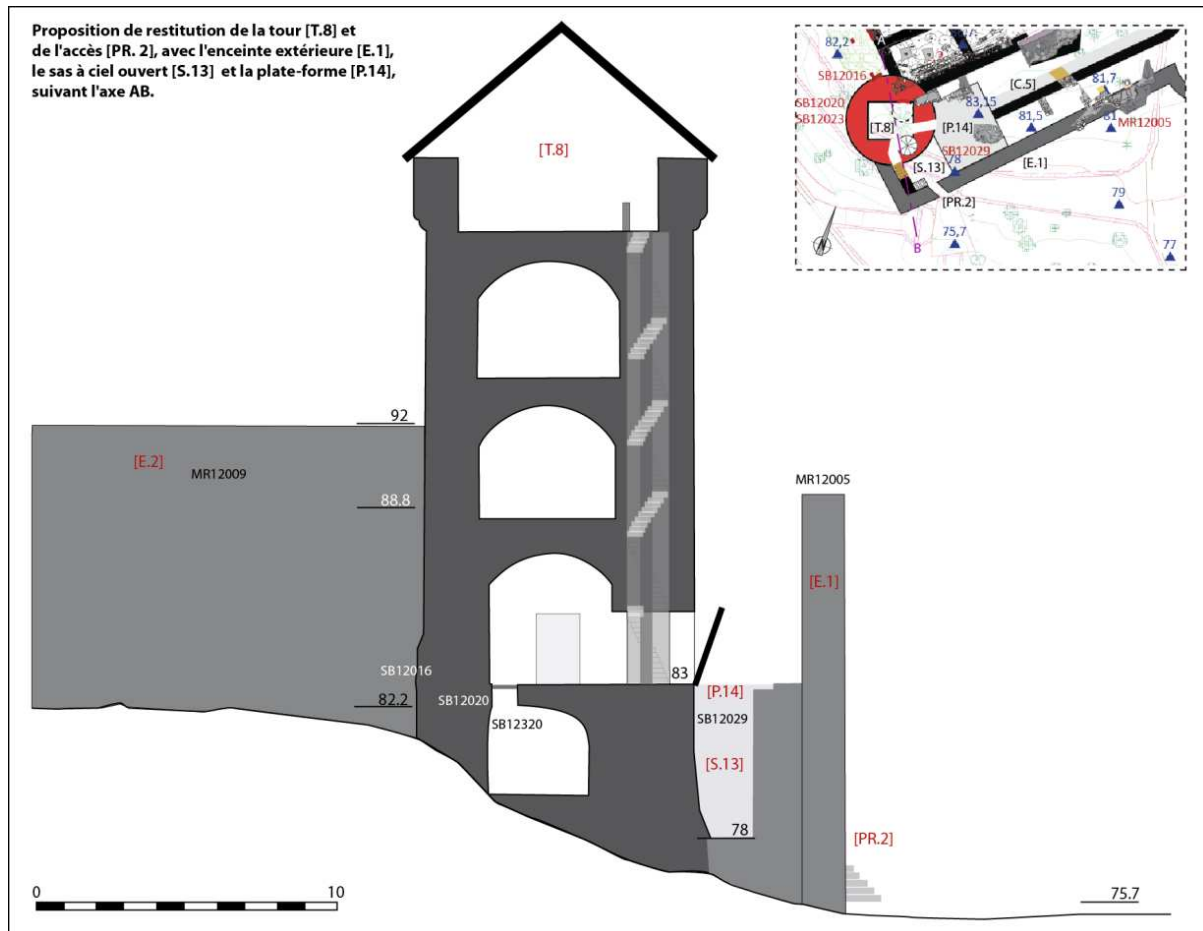 Proposition de restitution de la tour [T.8] et
de l'accès [PR. 2], avec l'enceinte extérieure [E.1],
le sas à ciel ouvert [S.13] et la plate-forme [P.14],
suivant l'axe AB.
82,2
A
SB12016
[C.5]
81,7
SB12020
SB12023
[T.8]
[P.14]
83,15
81,5
81
MR12005
SB12029
[S.13]
78
[E.1]
[PR.2]
79
B
75,7
77
N
[T.8]
92
[E.2]
MR12009
88.8
MR12005
[E.1]
SB12016
83
82.2
SB12020
[P.14]
SB12320
SB12029
[S.13]
78
[PR.2]
75.7
0
10